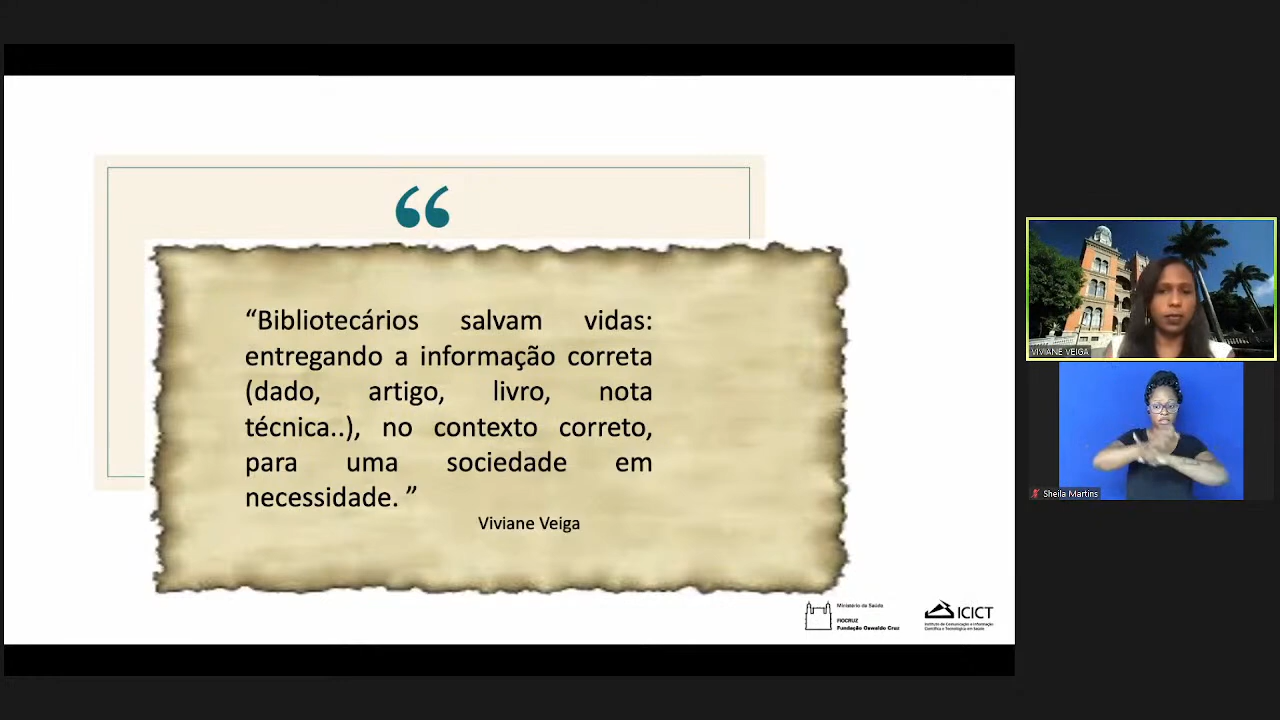 “
“Bibliotecários salvam vidas:
entregando a informação correta
(dado, artigo, livro, nota
técnica..), no contexto correto,
para uma sociedade em
necessidade. ”
Viviane Veiga
Ministério da Saúde
FIOCRUZ
Fundação Oswaldo Cruz
ICICT
Instituto de Comunicação e Informação
Científica e Tecnológica em Saúde
VIVIANE VEIGA
Sheila Martins